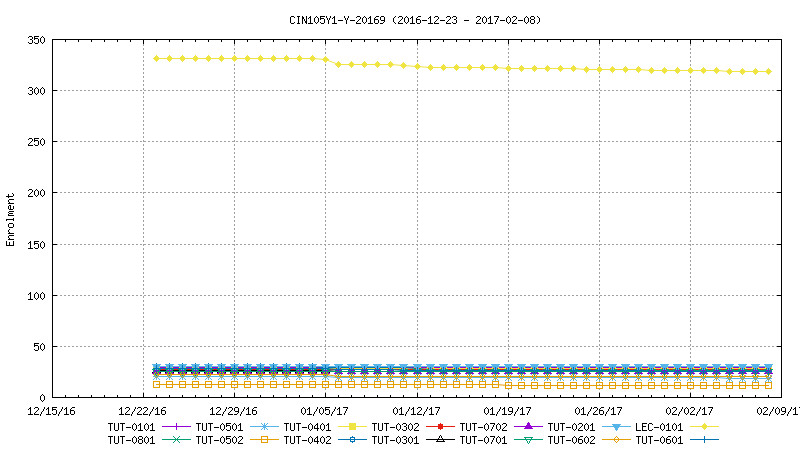 CIN105Y1-Y-20169 (2016-12-23 - 2017-02-08)
350
300
250
200
150
100
50
0
Enrolment
12/15/16 12/22/16 12/29/16 01/05/17 01/12/17 01/19/17 01/26/17 02/02/17 02/09/17
TUT-0101 TUT-0501 TUT-0401 TUT-0302 TUT-0702 TUT-0201 LEC-0101
TUT-0801 TUT-0502 TUT-0402 TUT-0301 TUT-0701 TUT-0602 TUT-0601